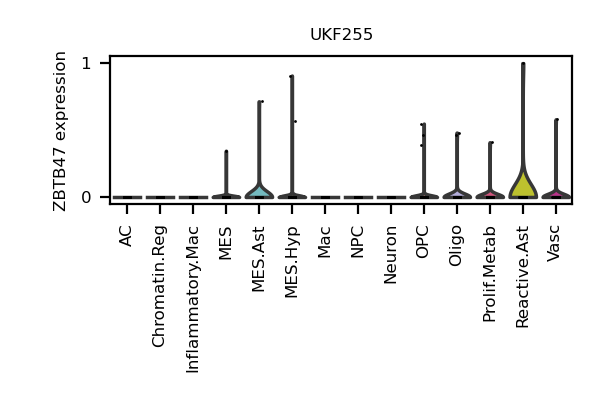 UKF255
ZBTB47 expression
1
0
AC
Chromatin.Reg
Inflammatory.Mac
MES
MES.Ast
MES.Hyp
Mac
NPC
Neuron
OPC
Oligo
Prolif.Metab
Reactive.Ast
Vasc